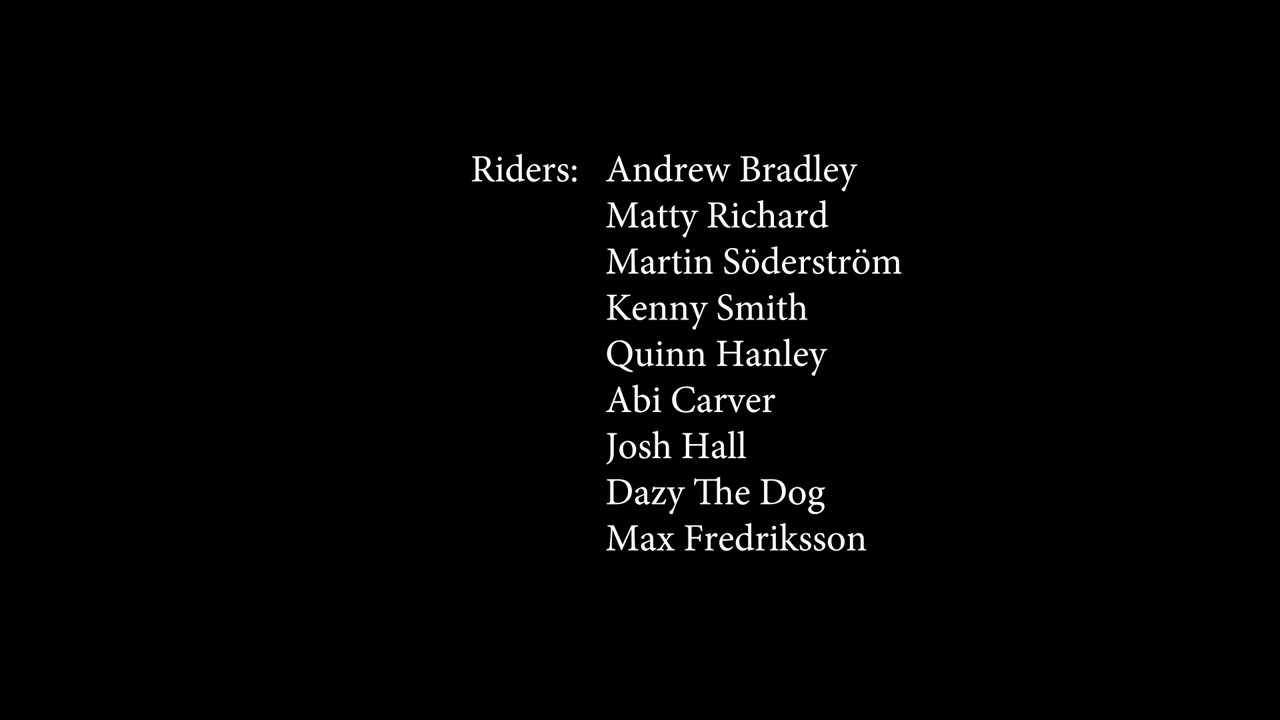 Riders: Andrew Bradley
Matty Richard
Martin Söderström
Kenny Smith
Quinn Hanley
Abi Carver
Josh Hall
Dazy The Dog
Max Fredriksson